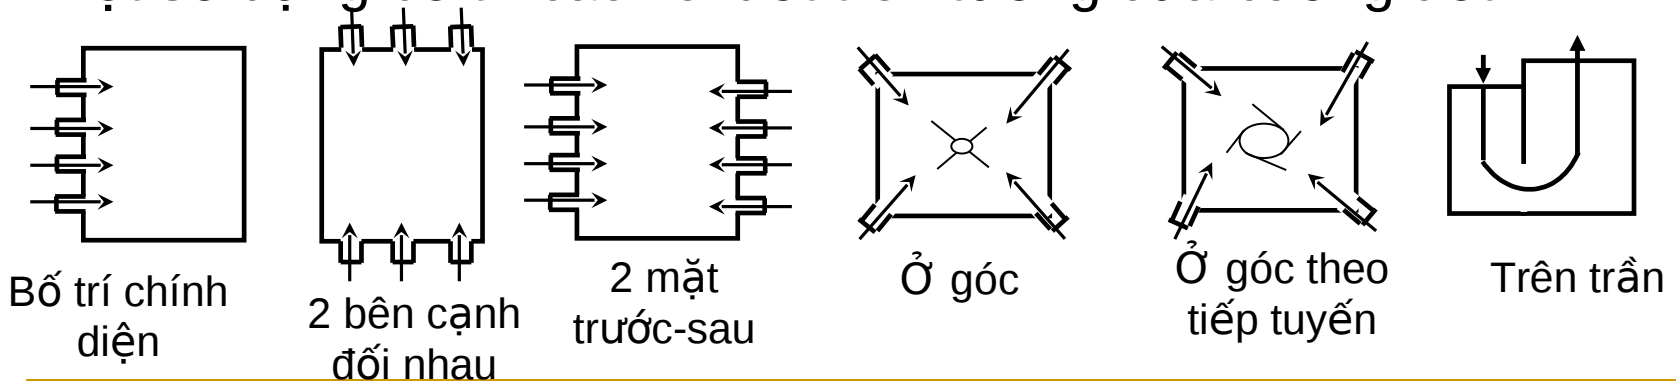 Bố trí chính
diện
2 bên cạnh
đối nhau
2 mặt
trước-sau
Ở góc
Ở góc theo
tiếp tuyến
Trên trần